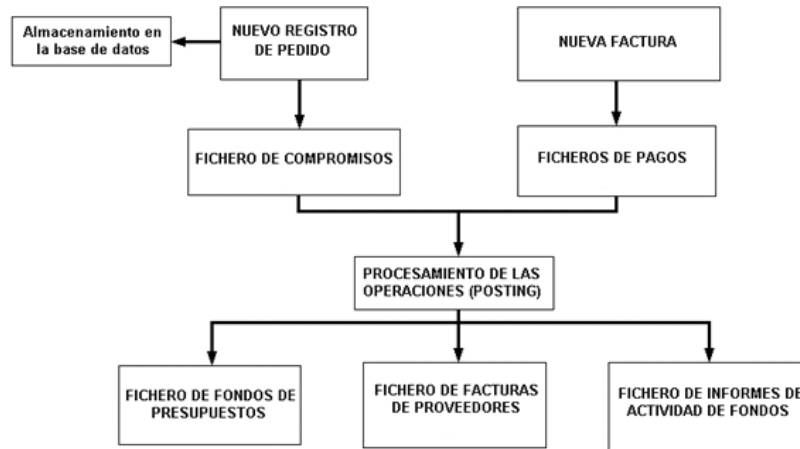 Almacenamiento en
la base de datos
NUEVO REGISTRO
DE PEDIDO
NUEVA FACTURA
FICHERO DE COMPROMISOS
FICHEROS DE PAGOS
PROCESAMIENTO DE LAS
OPERACIONES (POSTING)
FICHERO DE FONDOS DE
PRESUPUESTOS
FICHERO DE FACTURAS
DE PROVEEDORES
FICHERO DE INFORMES DE
ACTIVIDAD DE FONDOS